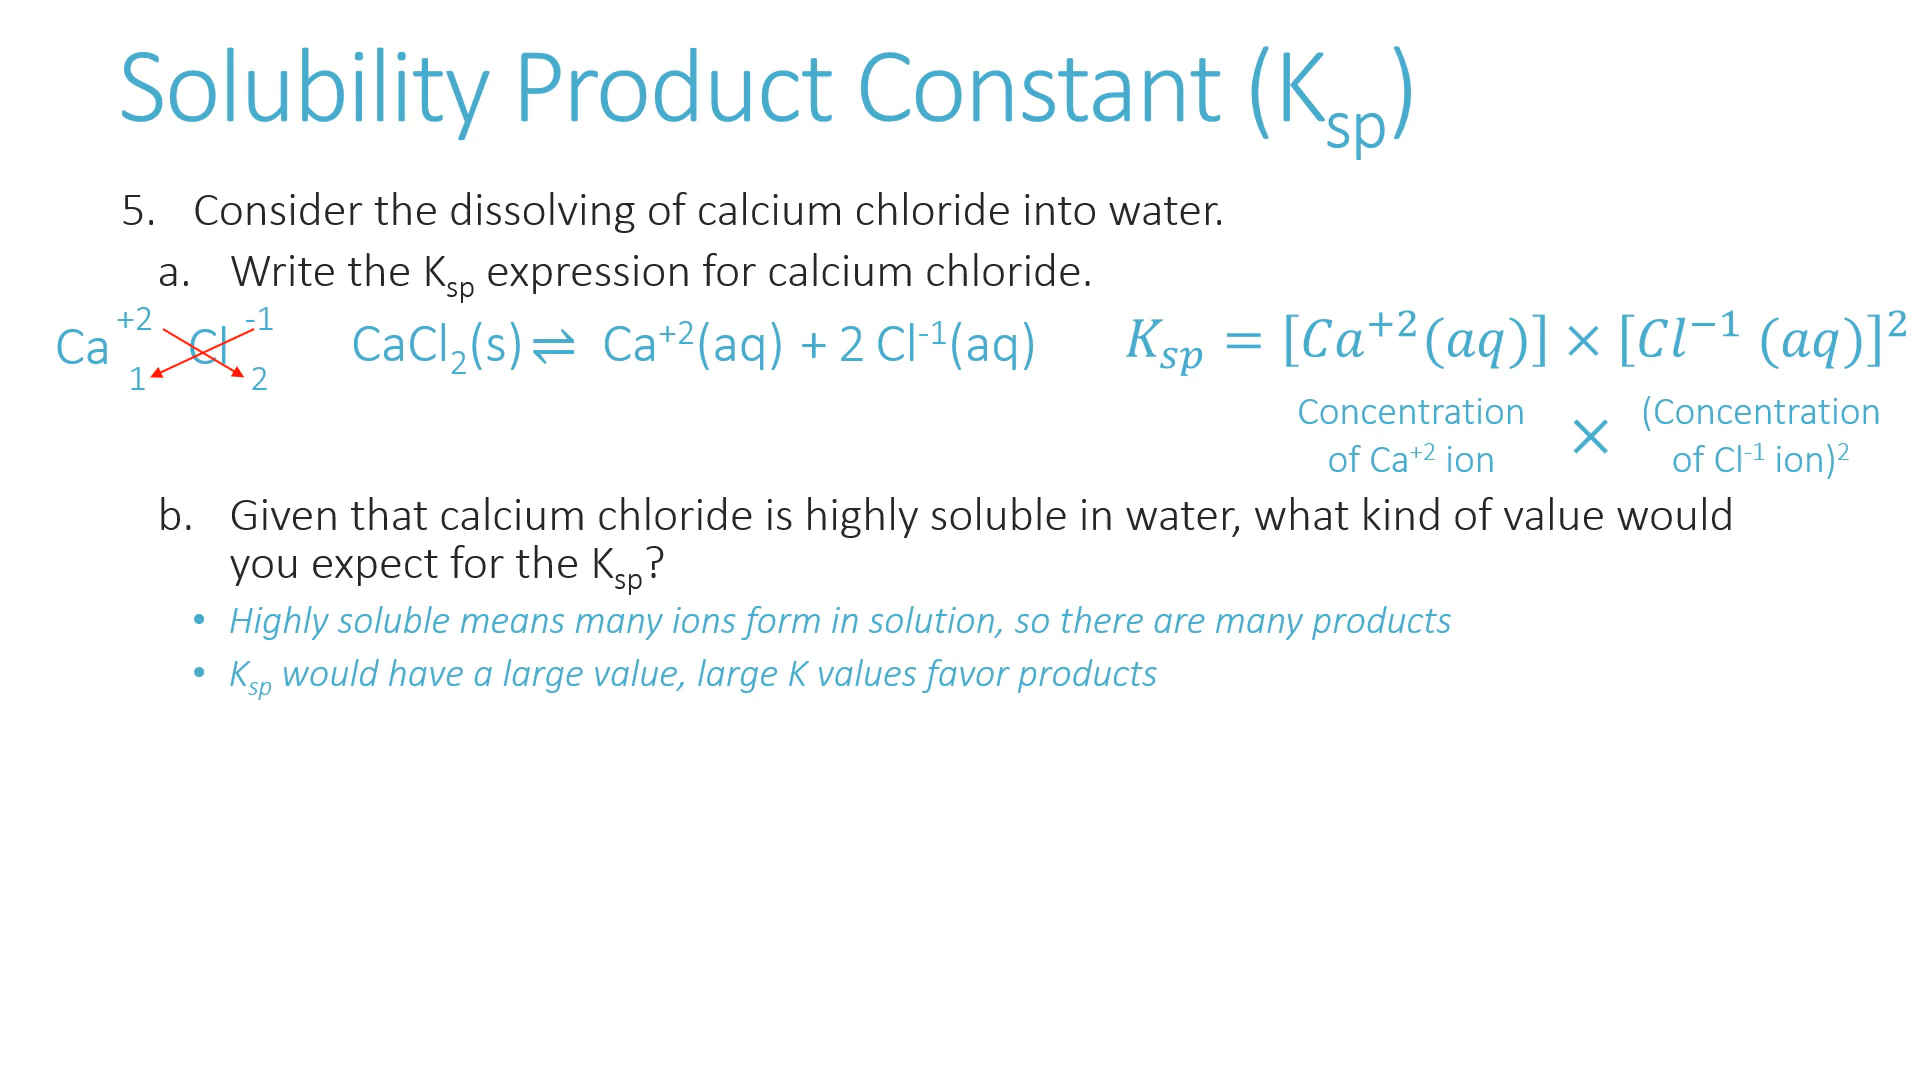 Solubility Product Constant (Ksp)
5. Consider the dissolving of calcium chloride into water.
a. Write the Ksp expression for calcium chloride.
Ca +2 Cl -1 1 2 CaCl2(s) ⇌ Ca+2(aq) + 2 Cl-1(aq) Ksp = [Ca+2(aq)] × [Cl−1 (aq)]2
Concentration of Ca+2 ion × (Concentration of Cl-1 ion)2
b. Given that calcium chloride is highly soluble in water, what kind of value would
you expect for the Ksp?
• Highly soluble means many ions form in solution, so there are many products
• Ksp would have a large value, large K values favor products